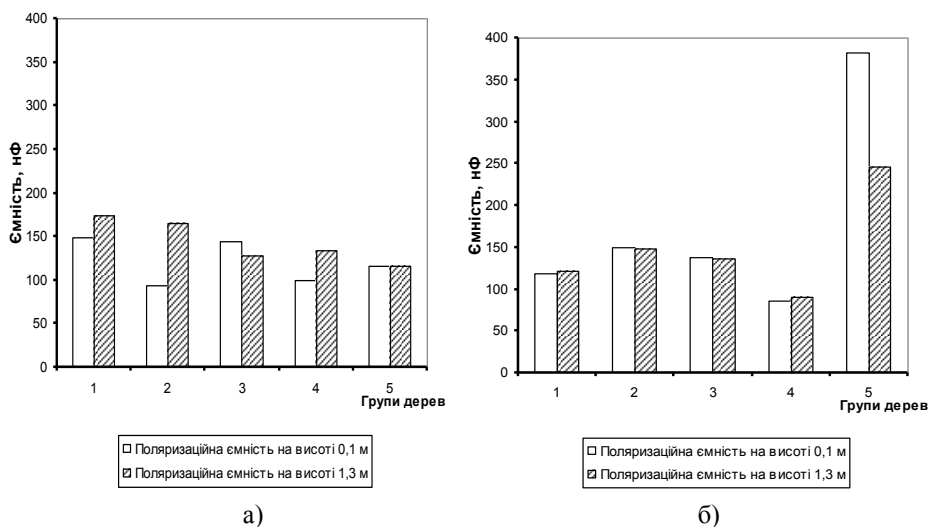 400
350
300
250
200
150
100
50
0
Ємність, нФ
1 2 3 4 5
Групи дерев
Поляризаційна ємність на висоті 0,1 м
Поляризаційна ємність на висоті 1,3 м
а)
400
350
300
250
200
150
100
50
0
Ємність, нФ
1 2 3 4 5
Групи дерев
Поляризаційна ємність на висоті 0,1 м
Поляризаційна ємність на висоті 1,3 м
б)